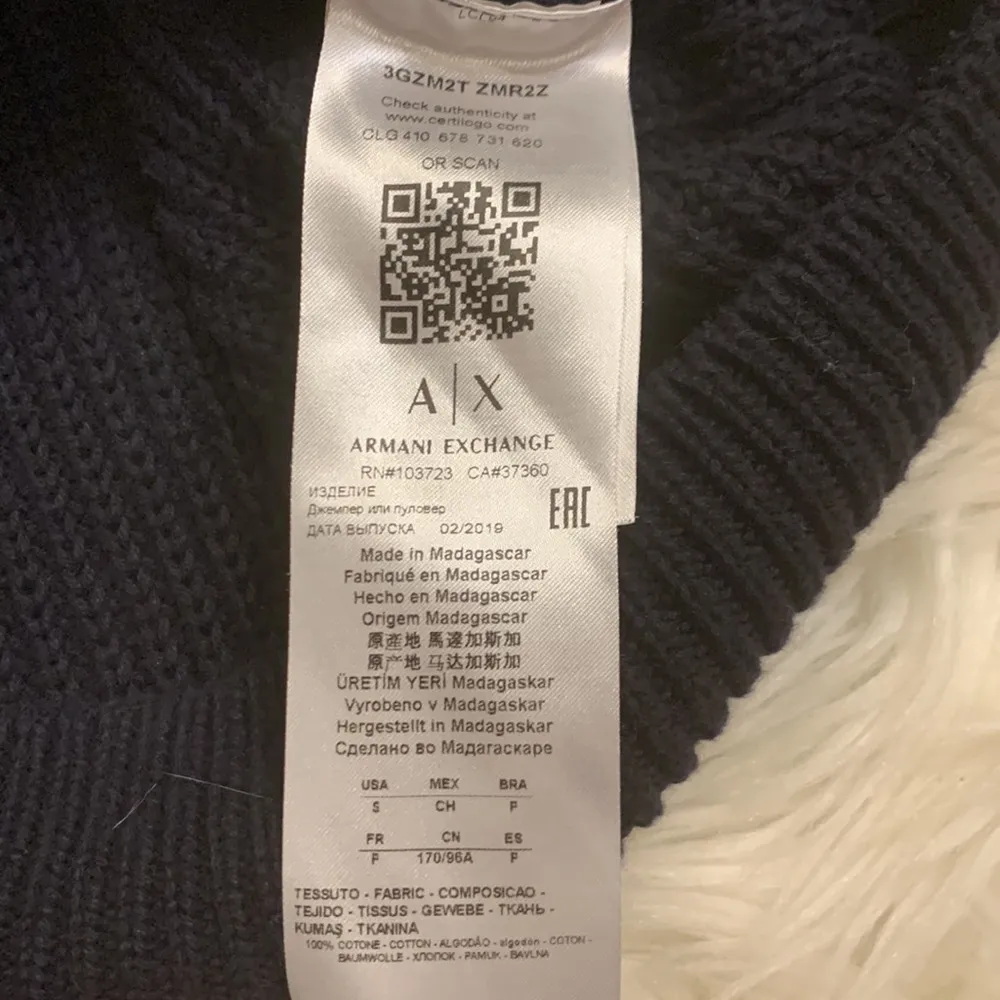 3GZM2T ZMR2Z
Check authenticity at
www.certilogo.com
CLG 410 678 731 620
OR SCAN
A|X
ARMANI EXCHANGE
RN#103723 CA#37360
ИЗДЕЛИЕ
Джемпер или пуловер
ДАТА ВЫПУСКА 02/2019
EAC
Made in Madagascar
Fabriqué en Madagascar
Hecho en Madagascar
Origem Madagascar
原產地 馬達加斯加
原产地 马达加斯加
ÜRETİM YERİ Madagaskar
Vyrobeno v Madagaskar
Hergestellt in Madagaskar
Сделано во Мадагаскаре
USA MEX BRA
S CH P
FR CN ES
P 170/96A P
TESSUTO - FABRIC - COMPOSICAO -
TEJIDO - TISSUS - GEWEBE - ТКАНЬ -
KUMAŞ - TKANINA
100% COTONE - COTTON - ALGODÃO - algodón - COTON -
BAUMWOLLE - ХЛОПОК - PAMUK - BAVLNA